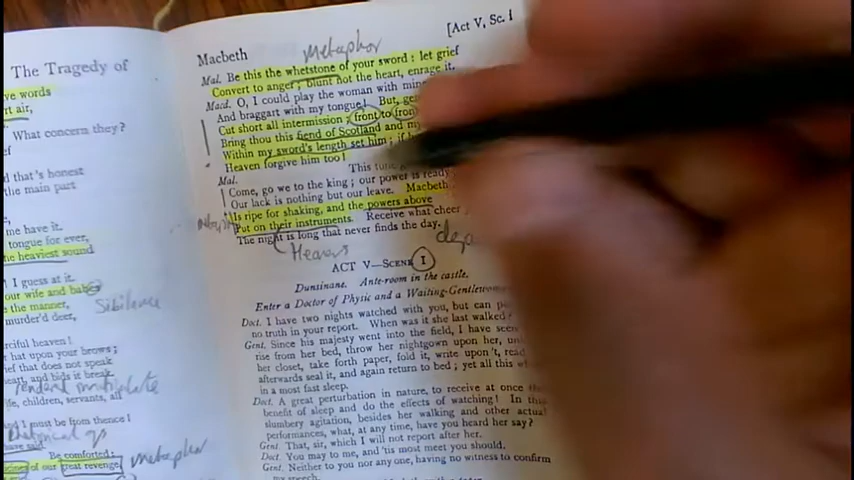 The Tragedy of
ve words
rt air,
What concern they?
that's honest
the main part
me have it.
tongue for ever,
he heaviest sound
I guess at it.
our wife and babes
e the manner,
murder'd deer,
Sibilance
rciful heaven!
hat upon your brows;
ief that does not speak
heart, and bids it break.
life, children, servants, all
I must be from thence!
Be comforted:
of our great revenge,
metaphor
Macbeth
[Act V, Sc. I
metaphor
Mal. Be this the whetstone of your sword: let grief
Convert to anger; blunt not the heart, enrage it.
Macd. O, I could play the woman with mine
And braggart with my tongue! But, gen
Cut short all intermission; front to fron
Bring thou this fiend of Scotland and my
Within my sword's length set him; if h
Heaven forgive him too!
Mal. This tune
Come, go we to the king; our power is ready
Our lack is nothing but our leave. Macbeth
Is ripe for shaking, and the powers above
Put on their instruments. Receive what cheer
The night is long that never finds the day.
Heavens
ACT V—SCENE I
Dunsinane. Ante-room in the castle.
Enter a Doctor of Physic and a Waiting-Gentlewoma
Doct. I have two nights watched with you, but can pe
no truth in your report. When was it she last walked
Gent. Since his majesty went into the field, I have seen
rise from her bed, throw her nightgown upon her, un
her closet, take forth paper, fold it, write upon 't, read
afterwards seal it, and again return to bed; yet all this w
in a most fast sleep.
Doct. A great perturbation in nature, to receive at once the
benefit of sleep and do the effects of watching! In this
slumbery agitation, besides her walking and other actual
performances, what, at any time, have you heard her say?
Gent. That, sir, which I will not report after her.
Doct. You may to me, and 'tis most meet you should.
Gent. Neither to you nor any one, having no witness to confirm
my speech.